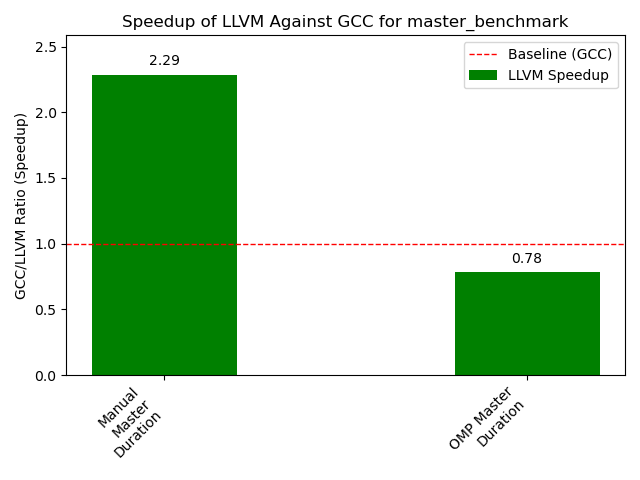 Speedup of LLVM Against GCC for master_benchmark
GCC/LLVM Ratio (Speedup)
2.5
2.0
1.5
1.0
0.5
0.0
Baseline (GCC)
LLVM Speedup
2.29
0.78
Manual
Master
Duration
OMP Master
Duration